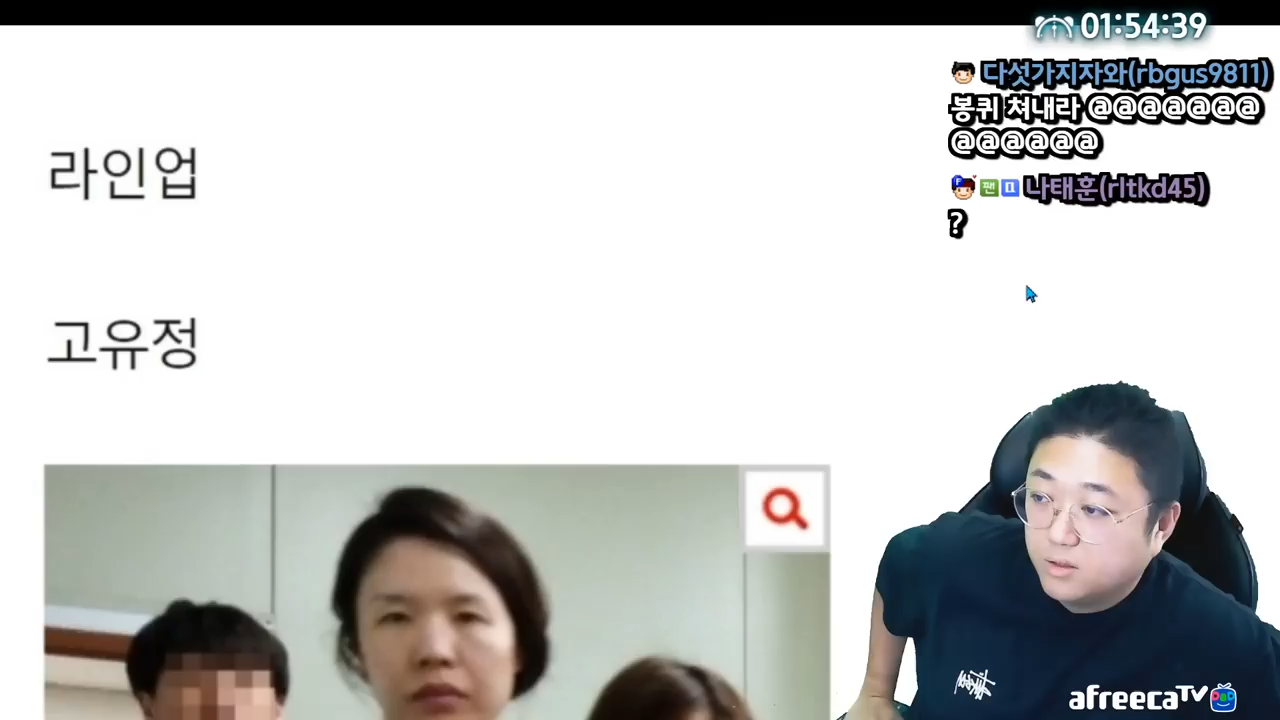 01:54:39
라인업
고유정
다섯가지자와(rbgus9811)
봉퀴 쳐내라 @@@@@@@
@@@@@@
팬 나태훈(rltkd45)
?
afreecaTV